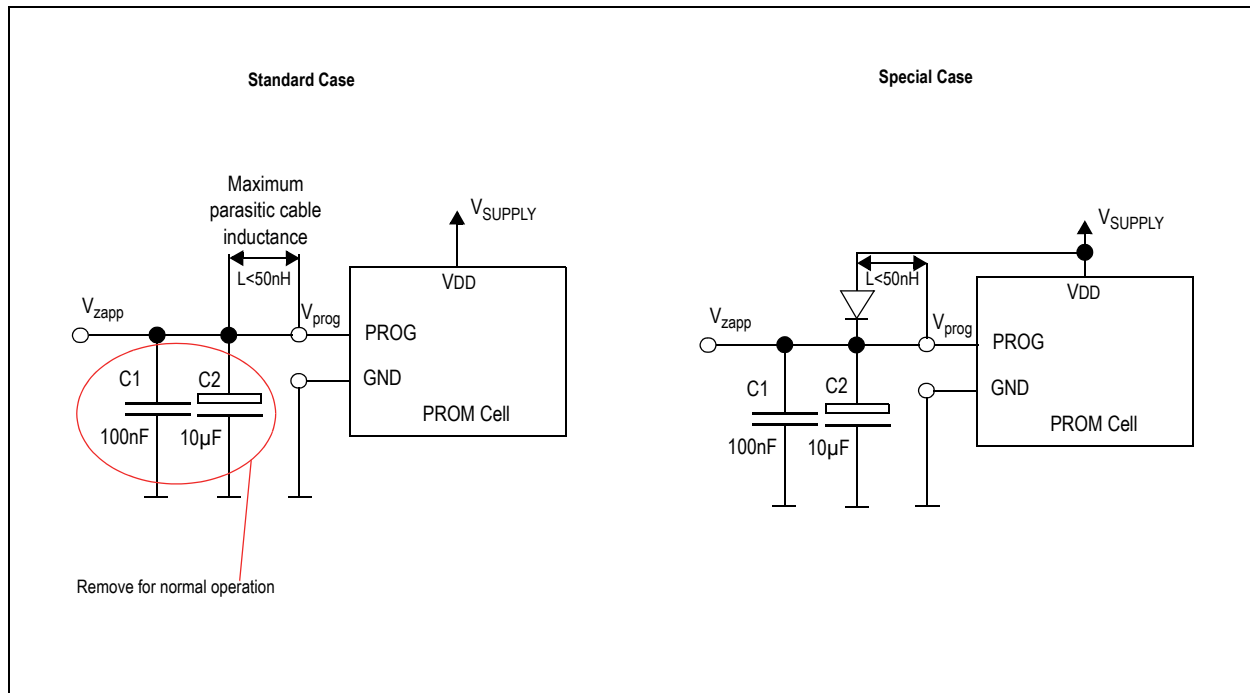 Standard Case
Maximum
parasitic cable
inductance
L<50nH
VSUPPLY
VDD
Vzapp
Vprog
PROG
GND
PROM Cell
C1
C2
100nF
10µF
Remove for normal operation
Special Case
VSUPPLY
L<50nH
VDD
Vzapp
Vprog
PROG
GND
PROM Cell
C1
C2
100nF
10µF